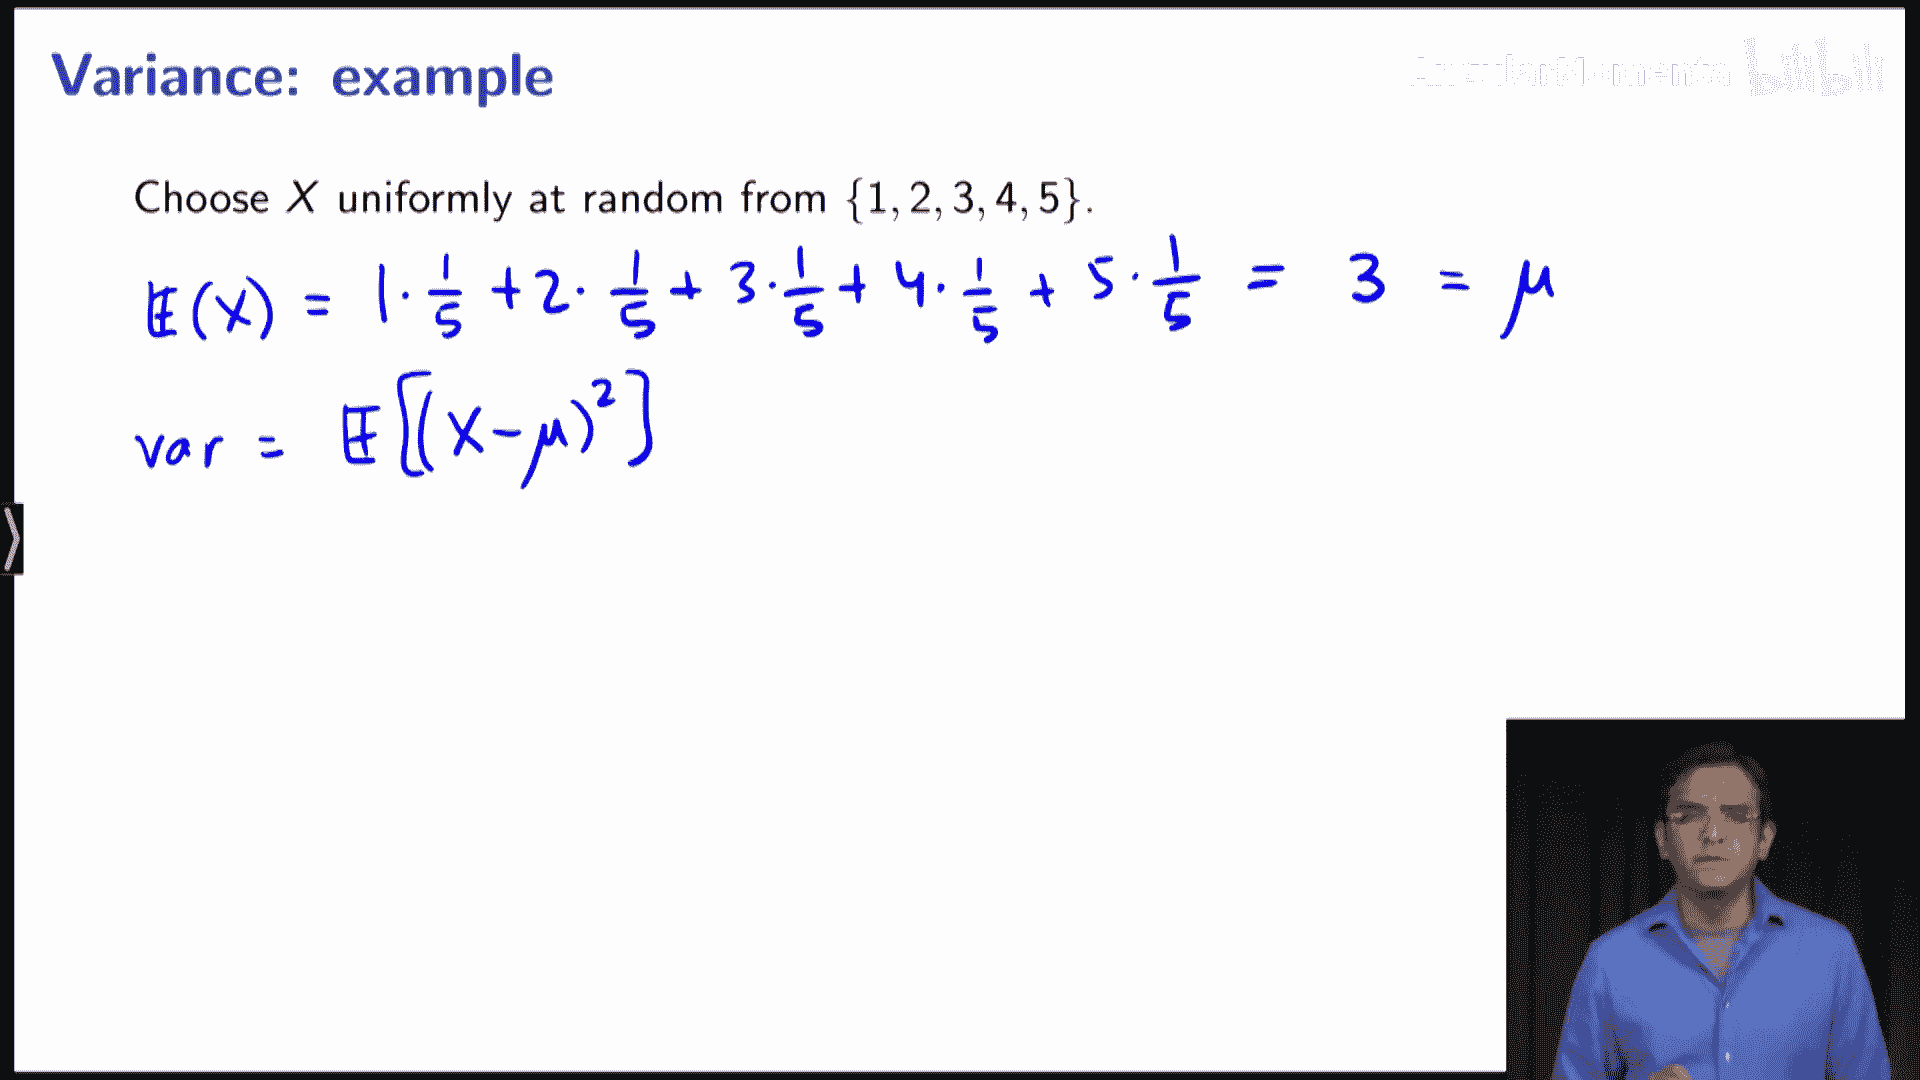 Variance: example
bilibili
Choose X uniformly at random from {1, 2, 3, 4, 5}.
𝔼(X) = 1·1/5 + 2·1/5 + 3·1/5 + 4·1/5 + 5·1/5 = 3 = μ
var = 𝔼[(X-μ)²]